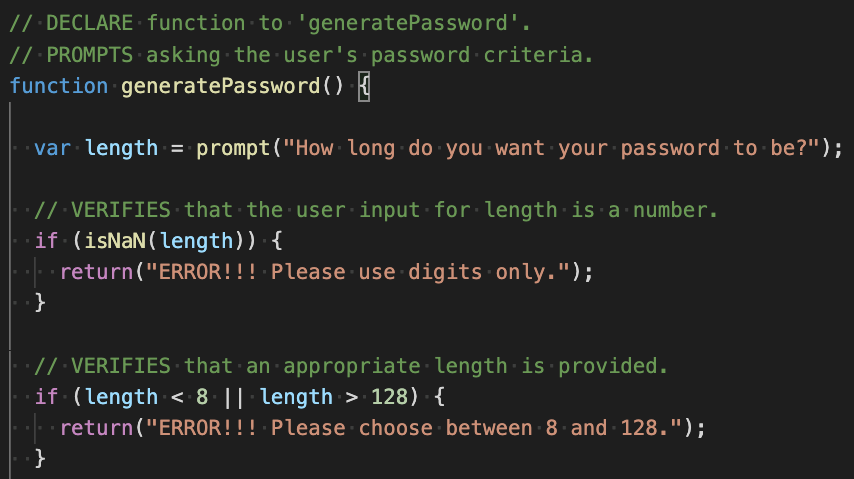 // DECLARE function to 'generatePassword'.
// PROMPTS asking the user's password criteria.
function generatePassword() {
  var length = prompt("How long do you want your password to be?");
  // VERIFIES that the user input for length is a number.
  if (isNaN(length)) {
    return("ERROR!!! Please use digits only.");
  }
  // VERIFIES that an appropriate length is provided.
  if (length < 8 || length > 128) {
    return("ERROR!!! Please choose between 8 and 128.");
  }